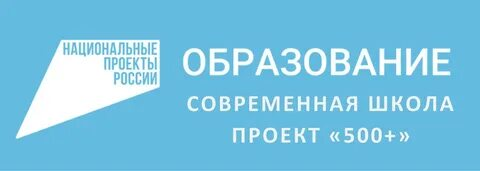 НАЦИОНАЛЬНЫЕ
ПРОЕКТЫ
РОССИИ
ОБРАЗОВАНИЕ
СОВРЕМЕННАЯ ШКОЛА
ПРОЕКТ «500+»